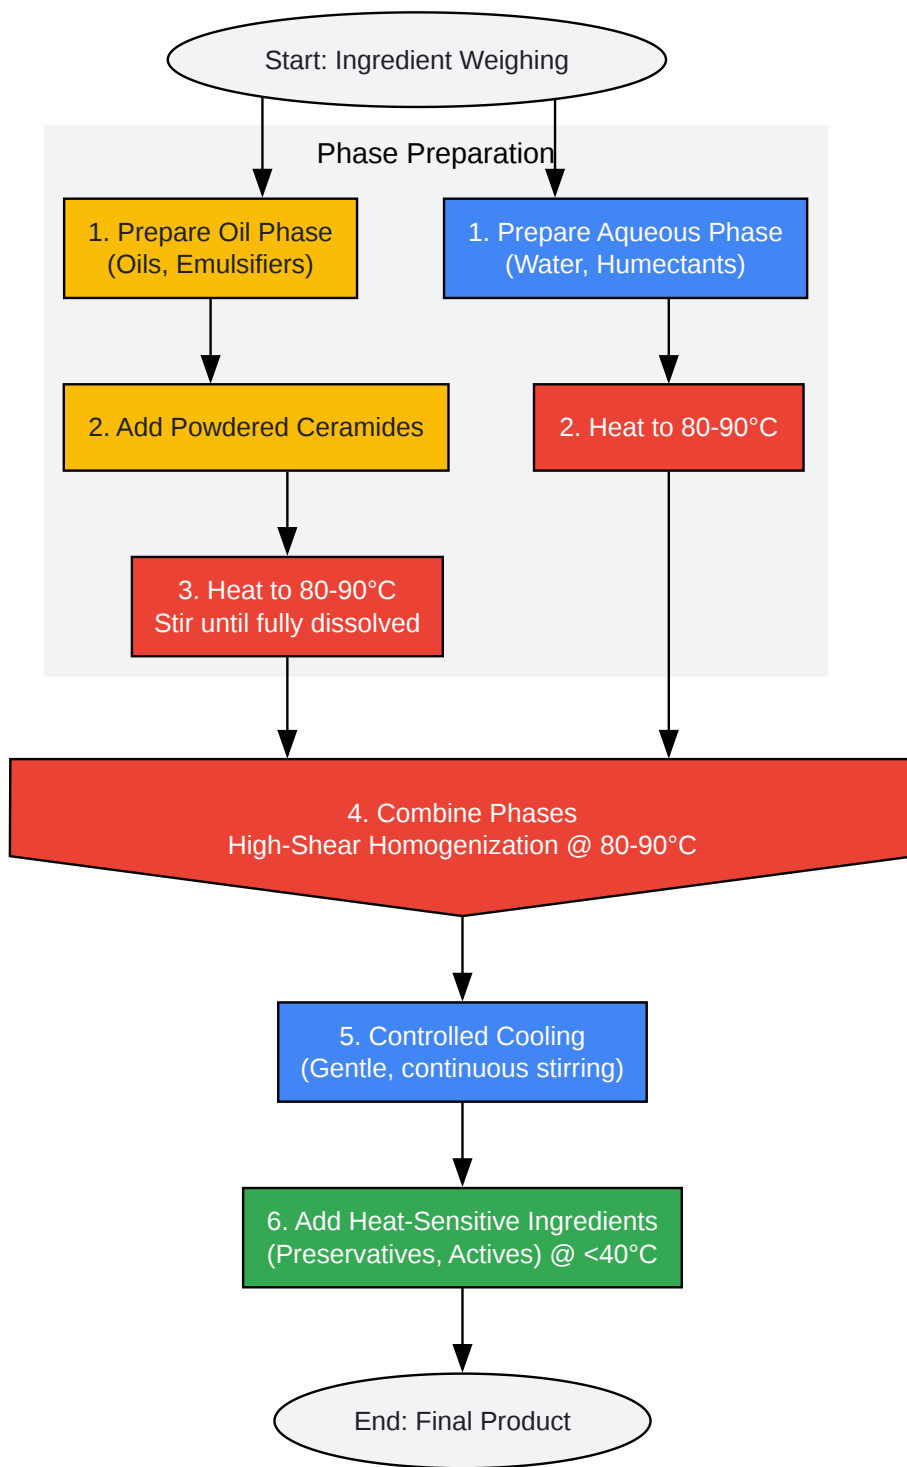 Start: Ingredient Weighing
Phase Preparation
1. Prepare Oil Phase
(Oils, Emulsifiers)
1. Prepare Aqueous Phase
(Water, Humectants)
2. Add Powdered Ceramides
2. Heat to 80-90°C
3. Heat to 80-90°C
Stir until fully dissolved
4. Combine Phases
High-Shear Homogenization @ 80-90°C
5. Controlled Cooling
(Gentle, continuous stirring)
6. Add Heat-Sensitive Ingredients
(Preservatives, Actives) @ <40°C
End: Final Product